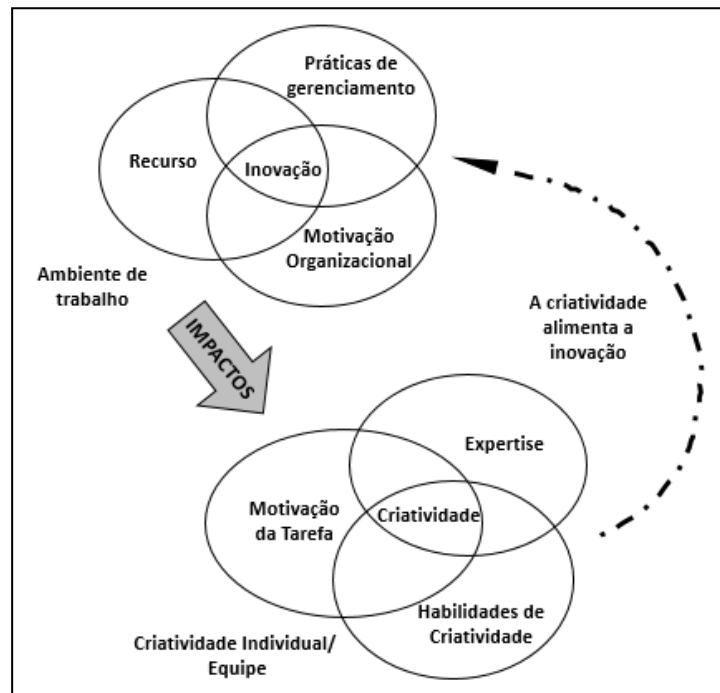 Práticas de
gerenciamento
Recurso
Inovação
Motivação
Organizacional
Ambiente de
trabalho
IMPACTOS
A criatividade
alimenta a
inovação
Expertise
Motivação
da Tarefa
Criatividade
Habilidades de
Criatividade
Criatividade Individual/
Equipe